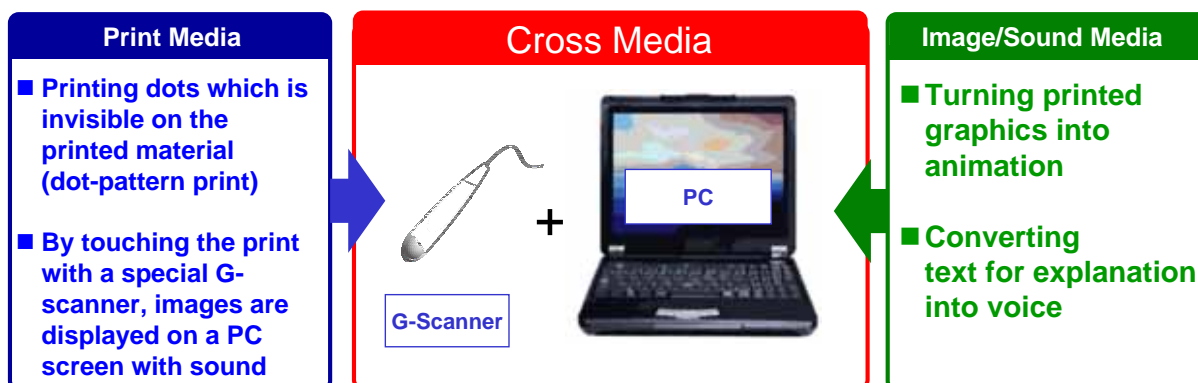 Print Media
■ Printing dots which is
invisible on the
printed material
(dot-pattern print)
■ By touching the print
with a special G-
scanner, images are
displayed on a PC
screen with sound
Cross Media
+
PC
G-Scanner
Image/Sound Media
■ Turning printed
graphics into
animation
■ Converting
text for explanation
into voice